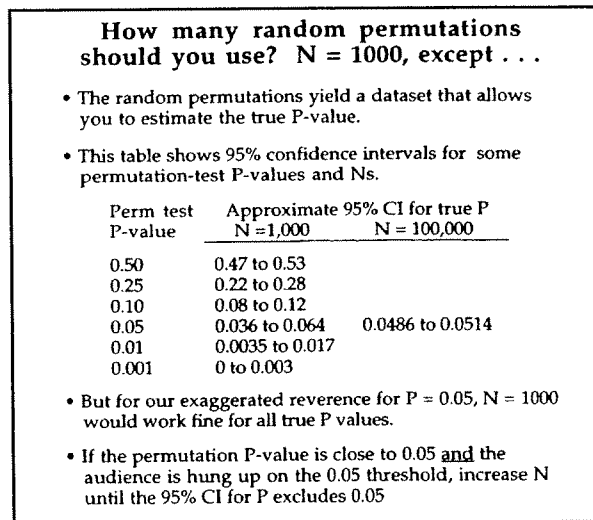 How many random permutations
should you use? N = 1000, except . . .
• The random permutations yield a dataset that allows
you to estimate the true P-value.
• This table shows 95% confidence intervals for some
permutation-test P-values and Ns.
Perm test Approximate 95% CI for true P
P-value N =1,000 N = 100,000
0.50 0.47 to 0.53
0.25 0.22 to 0.28
0.10 0.08 to 0.12
0.05 0.036 to 0.064 0.0486 to 0.0514
0.01 0.0035 to 0.017
0.001 0 to 0.003
• But for our exaggerated reverence for P = 0.05, N = 1000
would work fine for all true P values.
• If the permutation P-value is close to 0.05 and the
audience is hung up on the 0.05 threshold, increase N
until the 95% CI for P excludes 0.05